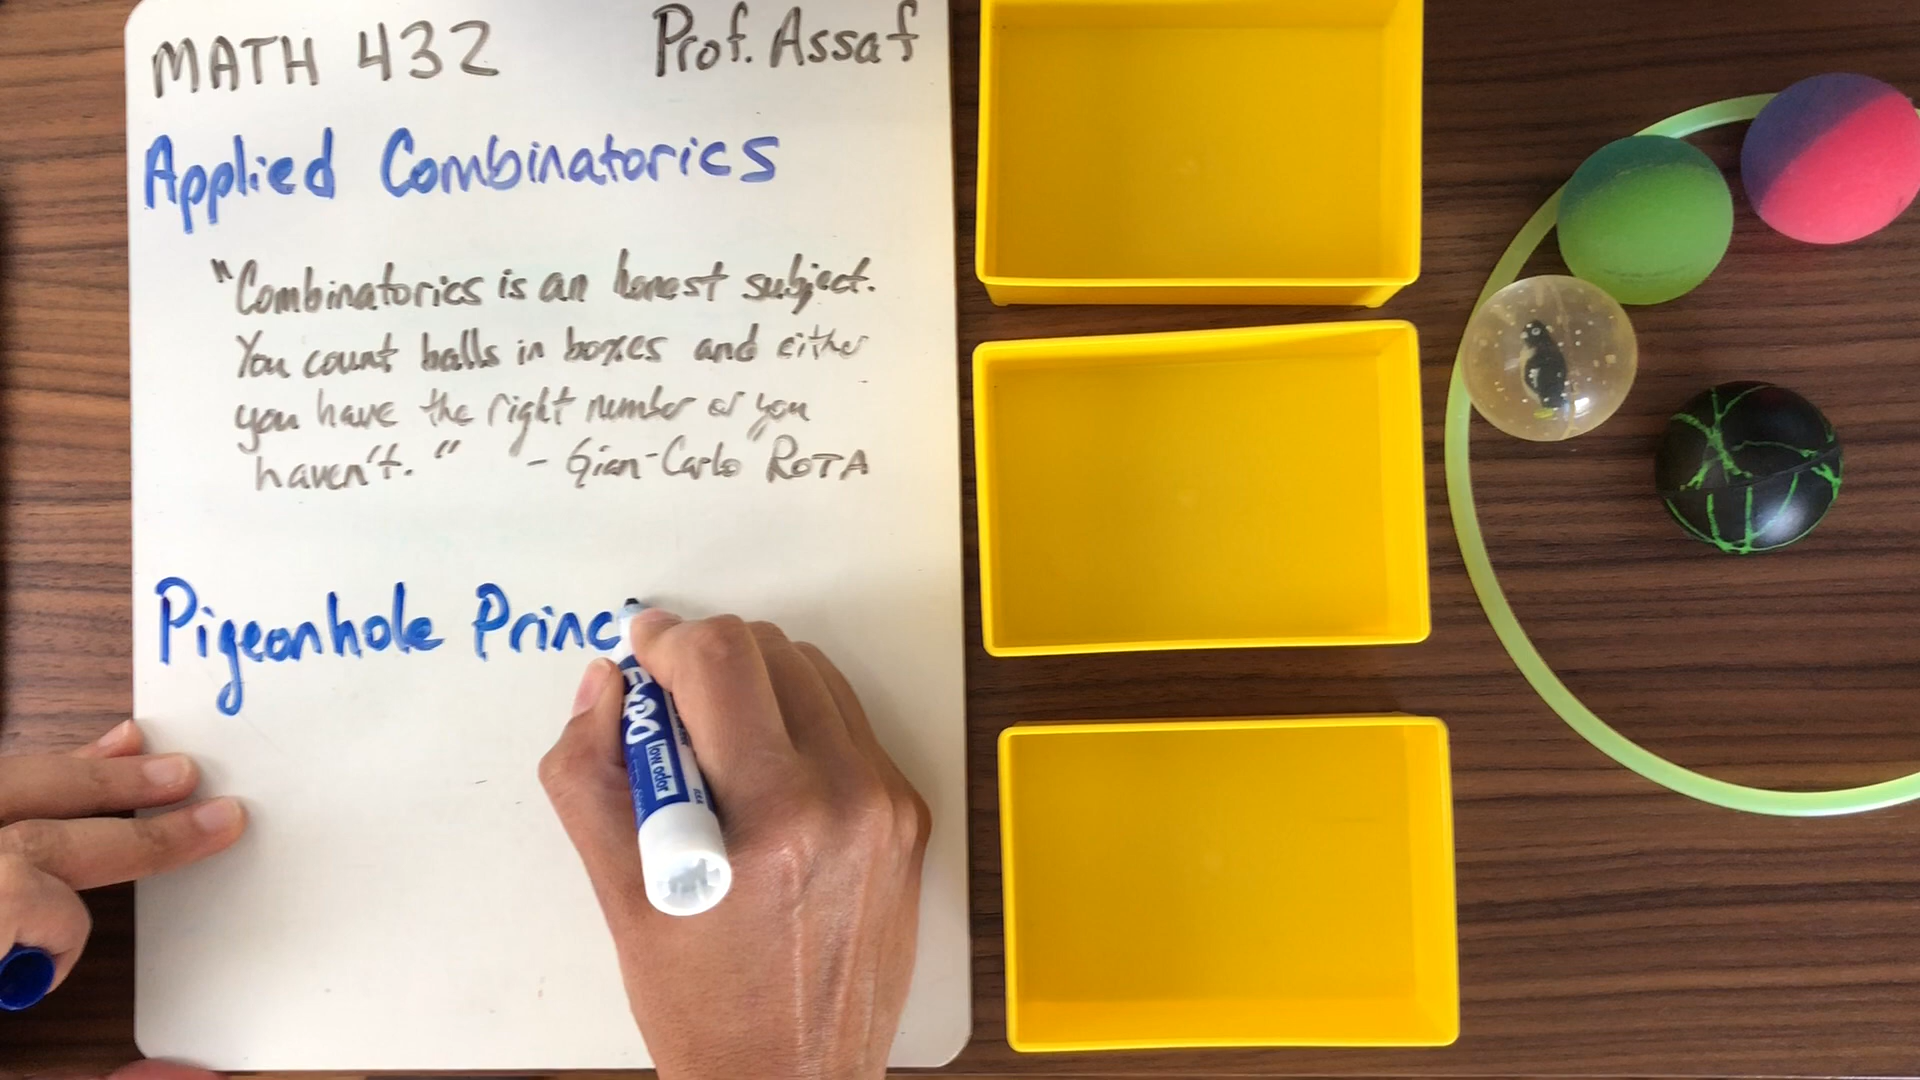 MATH 432 Prof. Assaf
Applied Combinatorics
"Combinatorics is an honest subject.
You count balls in boxes and either
you have the right number or you
haven't." - Gian-Carlo ROTA
Pigeonhole Princ
EXPO
low odor